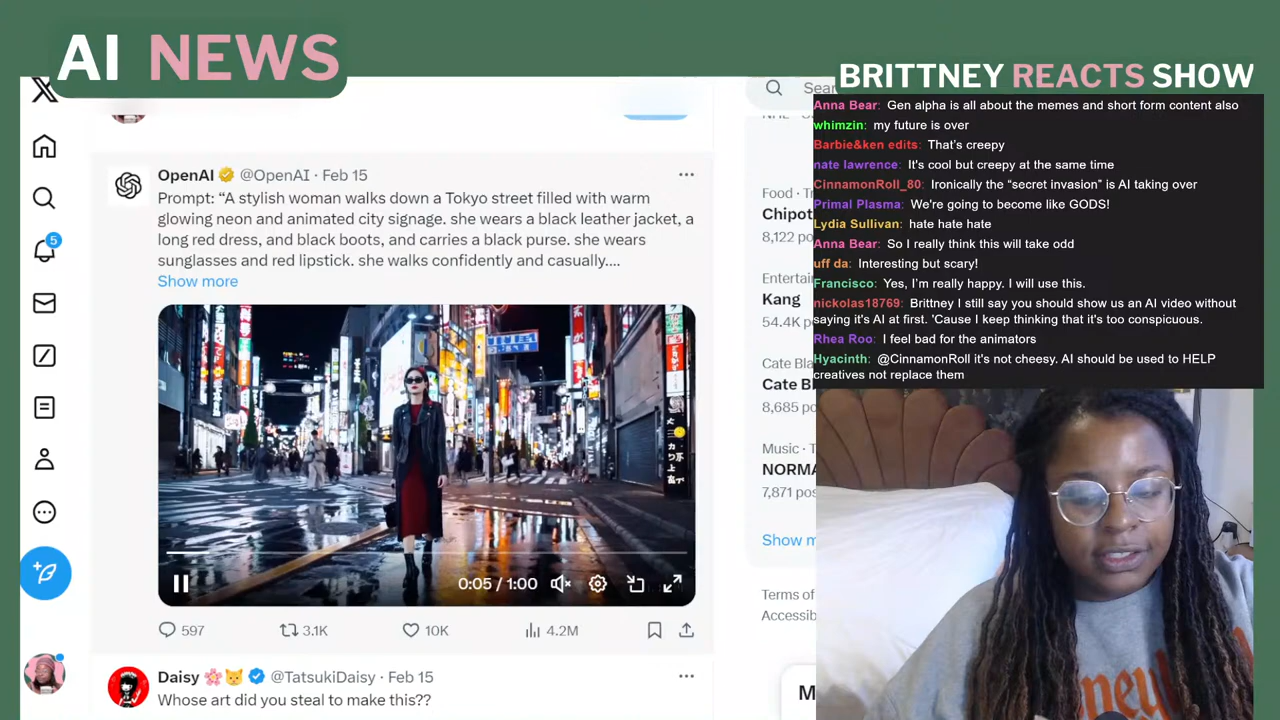 AI NEWS
BRITTNEY REACTS SHOW
Sear
OpenAI @OpenAI · Feb 15
Prompt: “A stylish woman walks down a Tokyo street filled with warm
glowing neon and animated city signage. she wears a black leather jacket, a
long red dress, and black boots, and carries a black purse. she wears
sunglasses and red lipstick. she walks confidently and casually....
Show more
0:05 / 1:00
597 3.1K 10K 4.2M
Daisy @TatsukiDaisy · Feb 15
Whose art did you steal to make this??
5
Food · Tr
Chipot
8,122 po
Entertai
Kang
54.4K p
Cate Bla
Cate B
8,685 po
Music · T
NORMA
7,871 pos
Show m
Terms of
Accessib
M
Anna Bear: Gen alpha is all about the memes and short form content also
whimzin: my future is over
Barbie&ken edits: That’s creepy
nate lawrence: It's cool but creepy at the same time
CinnamonRoll_80: Ironically the “secret invasion” is AI taking over
Primal Plasma: We're going to become like GODS!
Lydia Sullivan: hate hate hate
Anna Bear: So I really think this will take odd
uff da: Interesting but scary!
Francisco: Yes, I’m really happy. I will use this.
nickolas18769: Brittney I still say you should show us an AI video without
saying it's AI at first. 'Cause I keep thinking that it's too conspicuous.
Rhea Roo: I feel bad for the animators
Hyacinth: @CinnamonRoll it's not cheesy. AI should be used to HELP
creatives not replace them